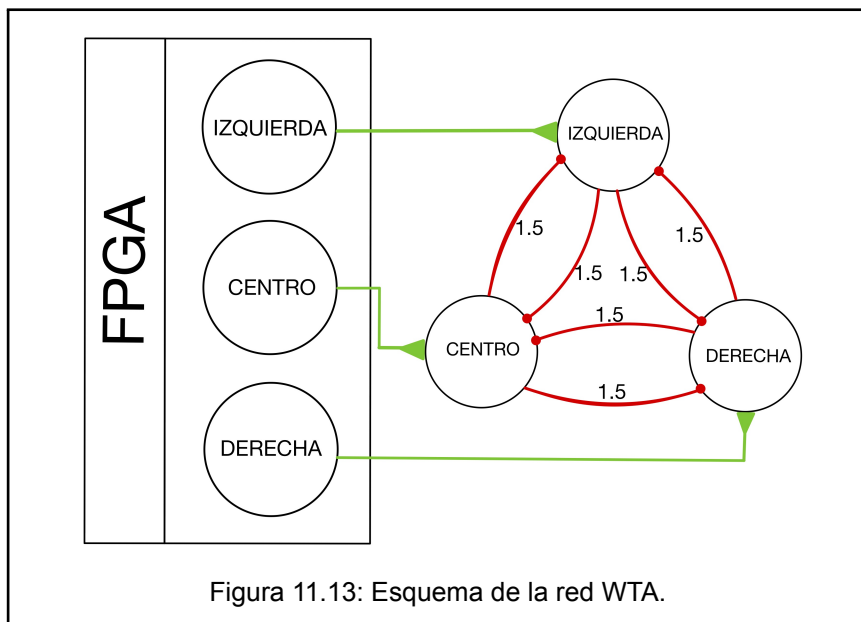 FPGA
IZQUIERDA
CENTRO
DERECHA
IZQUIERDA
1.5
1.5
1.5
1.5
1.5
CENTRO
DERECHA
1.5
Figura 11.13: Esquema de la red WTA.